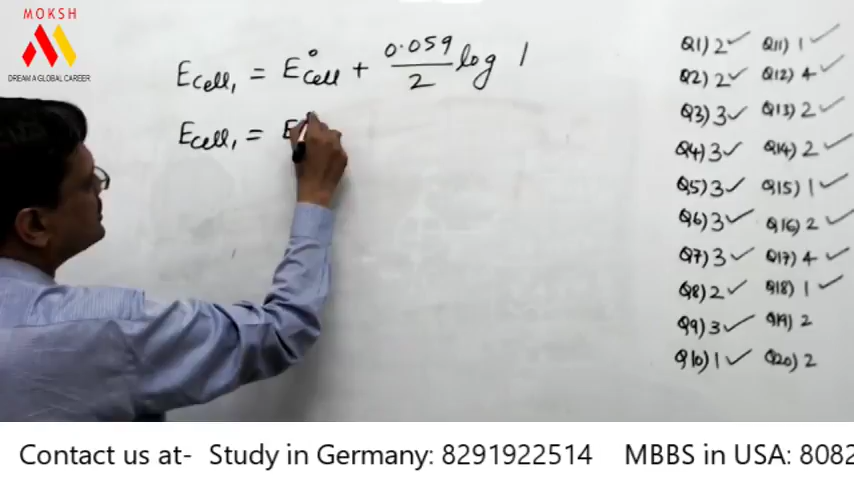 MOKSH
DREAM A GLOBAL CAREER
Ecell₁ = E°cell + 0.059/2 log 1
Ecell₁ = E
Q1) 2✓ Q11) 1✓
Q2) 2✓ Q12) 4✓
Q3) 3✓ Q13) 2✓
Q4) 3✓ Q14) 2✓
Q5) 3✓ Q15) 1✓
Q6) 3✓ Q16) 2✓
Q7) 3✓ Q17) 4✓
Q8) 2✓ Q18) 1✓
Q9) 3✓ Q19) 2
Q10) 1✓ Q20) 2
Contact us at- Study in Germany: 8291922514 MBBS in USA: 8082